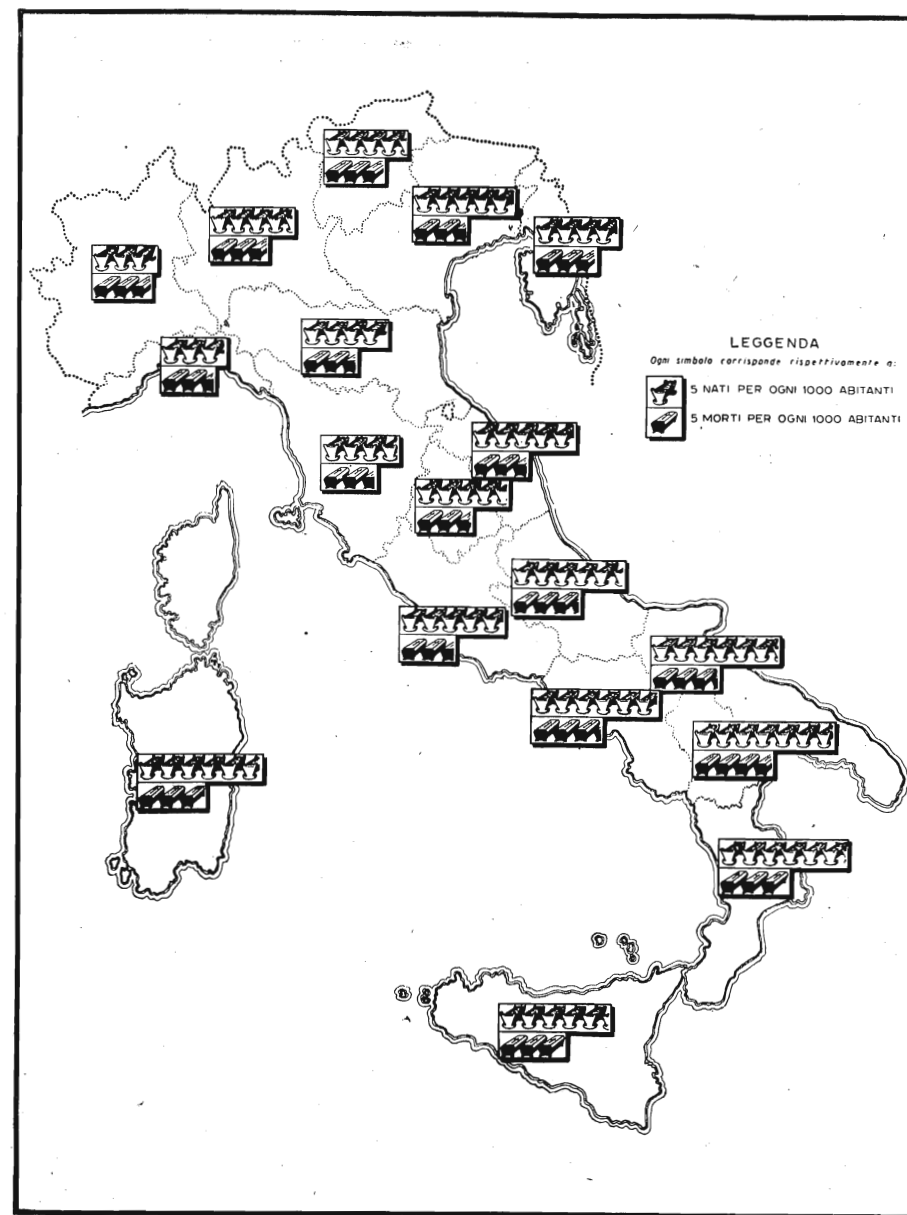 LEGGENDA
Ogni simbolo corrisponde rispettivamente a:
5 NATI PER OGNI 1000 ABITANTI
5 MORTI PER OGNI 1000 ABITANTI